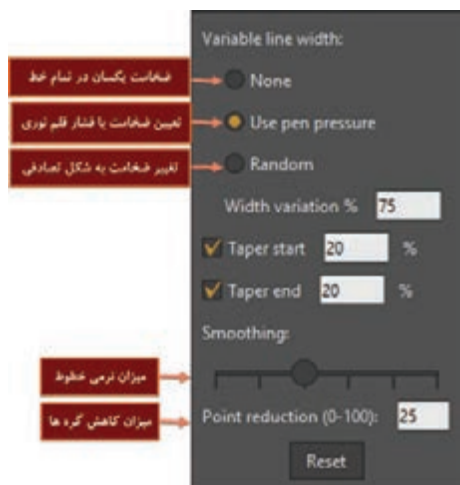 Variable line width:
ضخامت یکسان در تمام خط
None
تعیین ضخامت با فشار قلم نوری
Use pen pressure
تغییر ضخامت به شکل تصادفی
Random
Width variation % 75
Taper start 20 %
Taper end 20 %
Smoothing:
میزان نرمی خطوط
میزان کاهش گره ها
Point reduction (0-100): 25
Reset